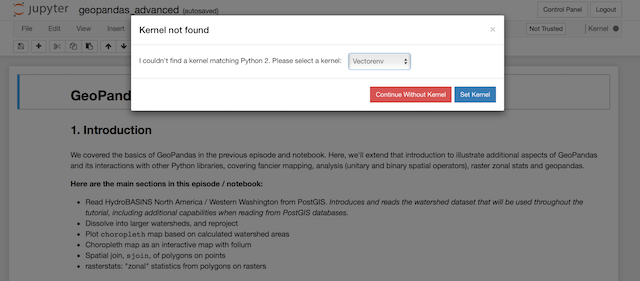 jupyter geopandas_advanced (autosaved) Control Panel Logout
File Edit View Not Trusted Kernel
Kernel not found ×
I couldn't find a kernel matching Python 2. Please select a kernel: Vectorenv
Continue Without Kernel Set Kernel
GeoPand
1. Introduction
We covered the basics of GeoPandas in the previous episode and notebook. Here, we'll extend that introduction to illustrate additional aspects of GeoPandas
and its interactions with other Python libraries, covering fancier mapping, analysis (unitary and binary spatial operators), raster zonal stats and geopandas.
Here are the main sections in this episode / notebook:
• Read HydroBASINS North America / Western Washington from PostGIS. Introduces and reads the watershed dataset that will be used throughout the
tutorial, including additional capabilities when reading from PostGIS databases.
• Dissolve into larger watersheds, and reproject
• Plot choropleth map based on calculated watershed areas
• Choropleth map as an interactive map with folium
• Spatial join, sjoin, of polygons on points
• rasterstats: "zonal" statistics from polygons on rasters